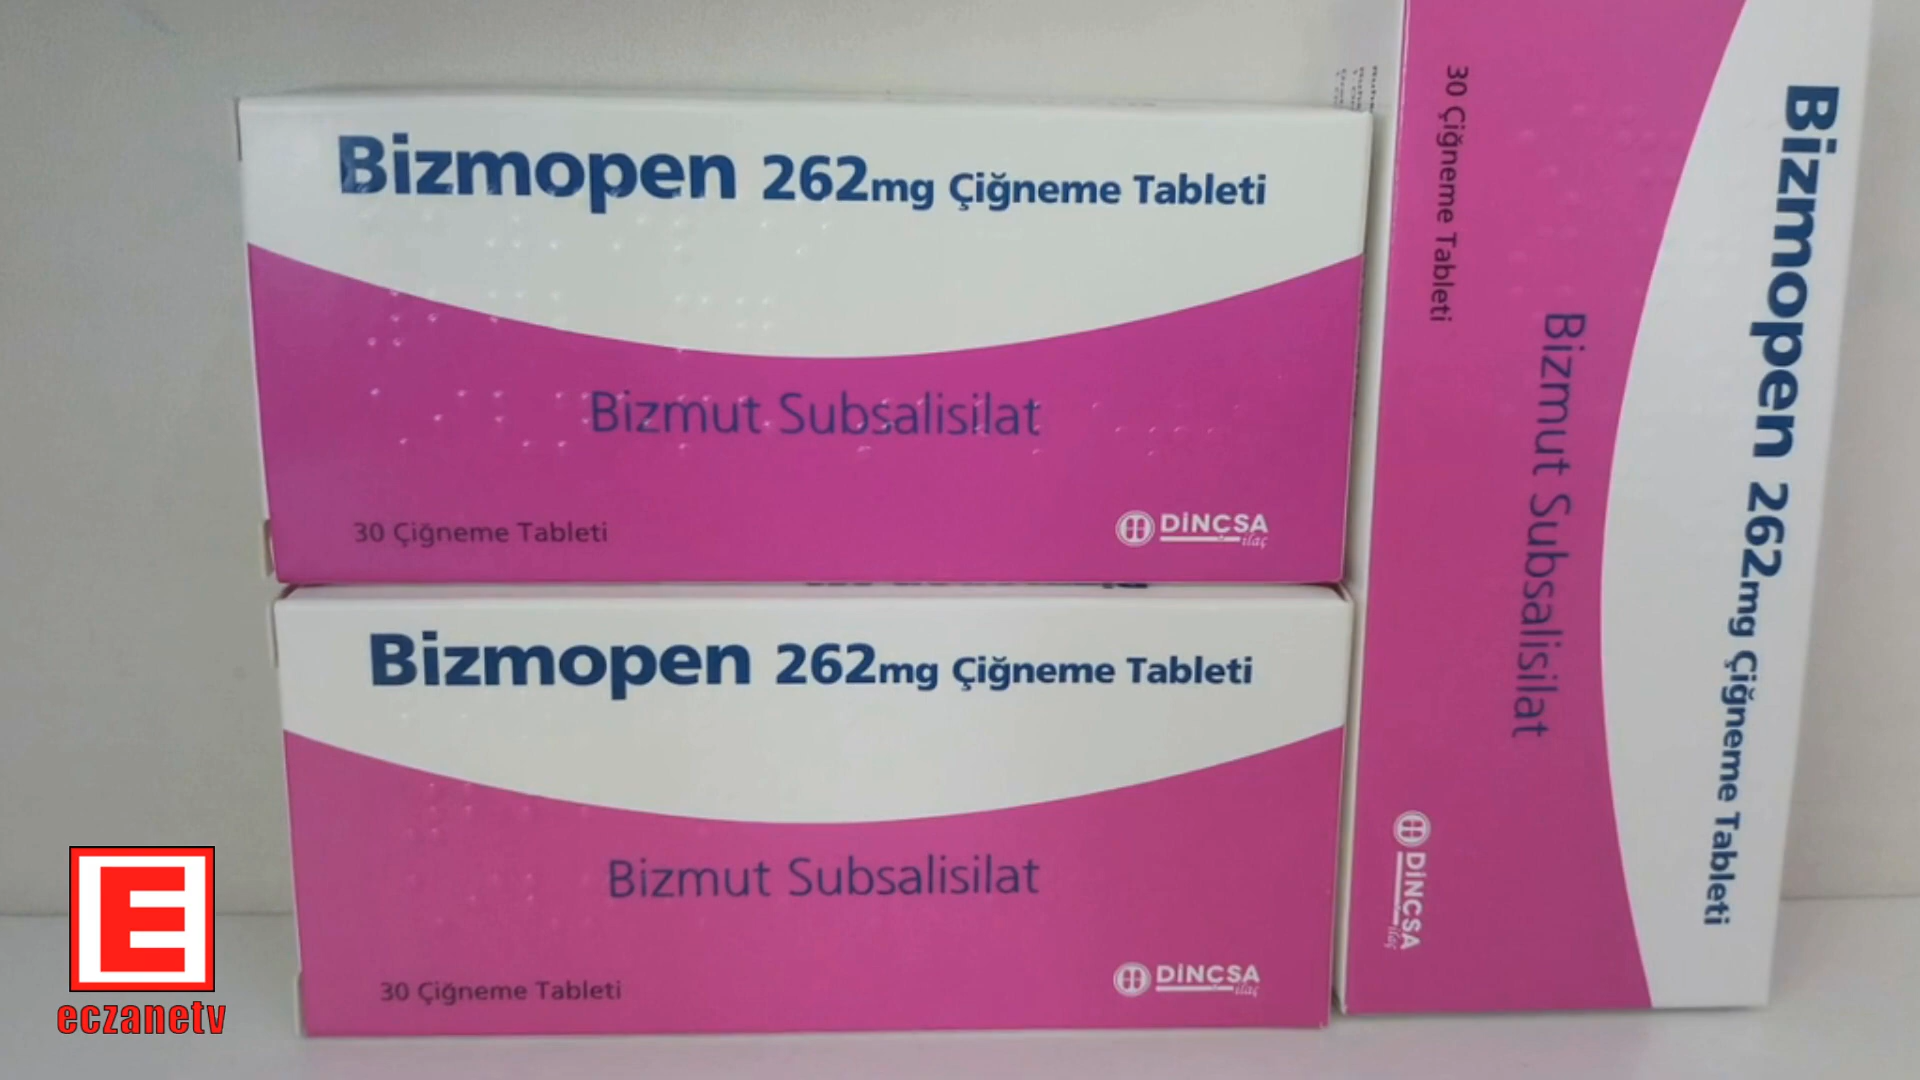 Bizmopen 262mg Çiğneme Tableti
Bizmut Subsalisilat
30 Çiğneme Tableti
DİNÇSA
ilaç
Bizmopen 262mg Çiğneme Tableti
Bizmut Subsalisilat
30 Çiğneme Tableti
DİNÇSA
ilaç
Bizmopen 262mg Çiğneme Tableti
Bizmut Subsalisilat
30 Çiğneme Tableti
DİNÇSA
ilaç
E
eczanetv